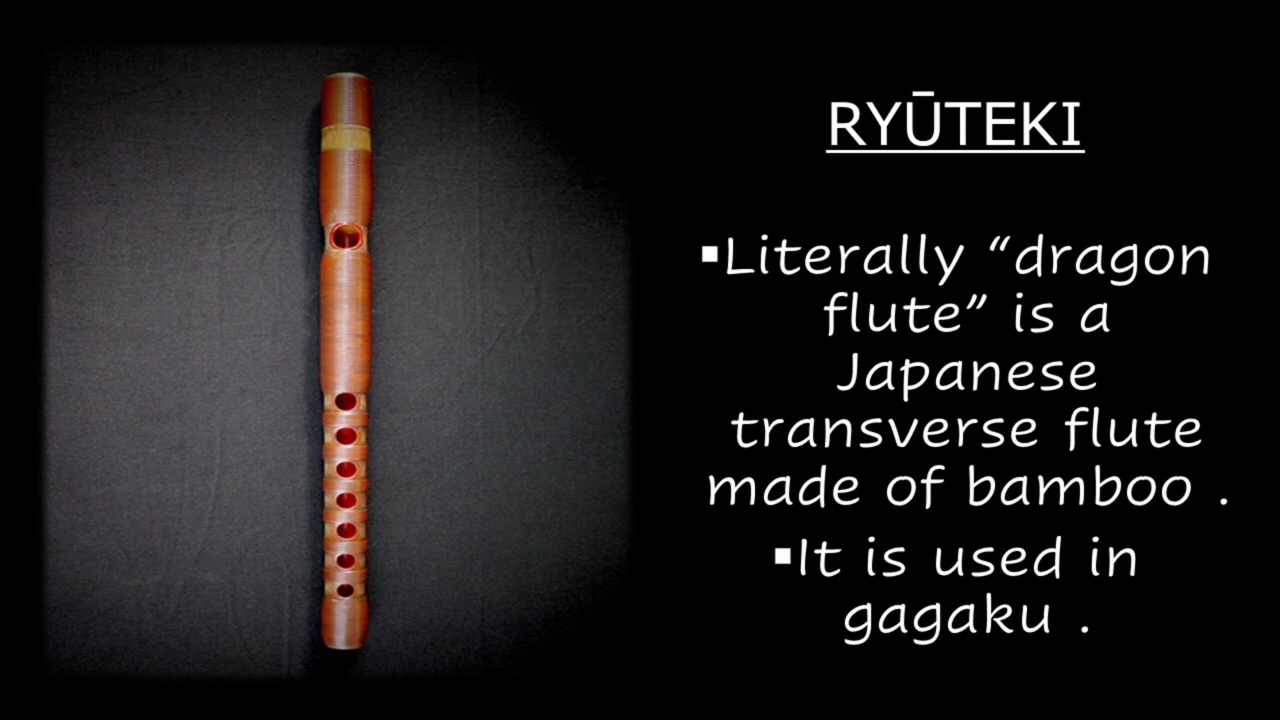 RYŪTEKI
▪Literally “dragon
flute” is a
Japanese
transverse flute
made of bamboo .
▪It is used in
gagaku .